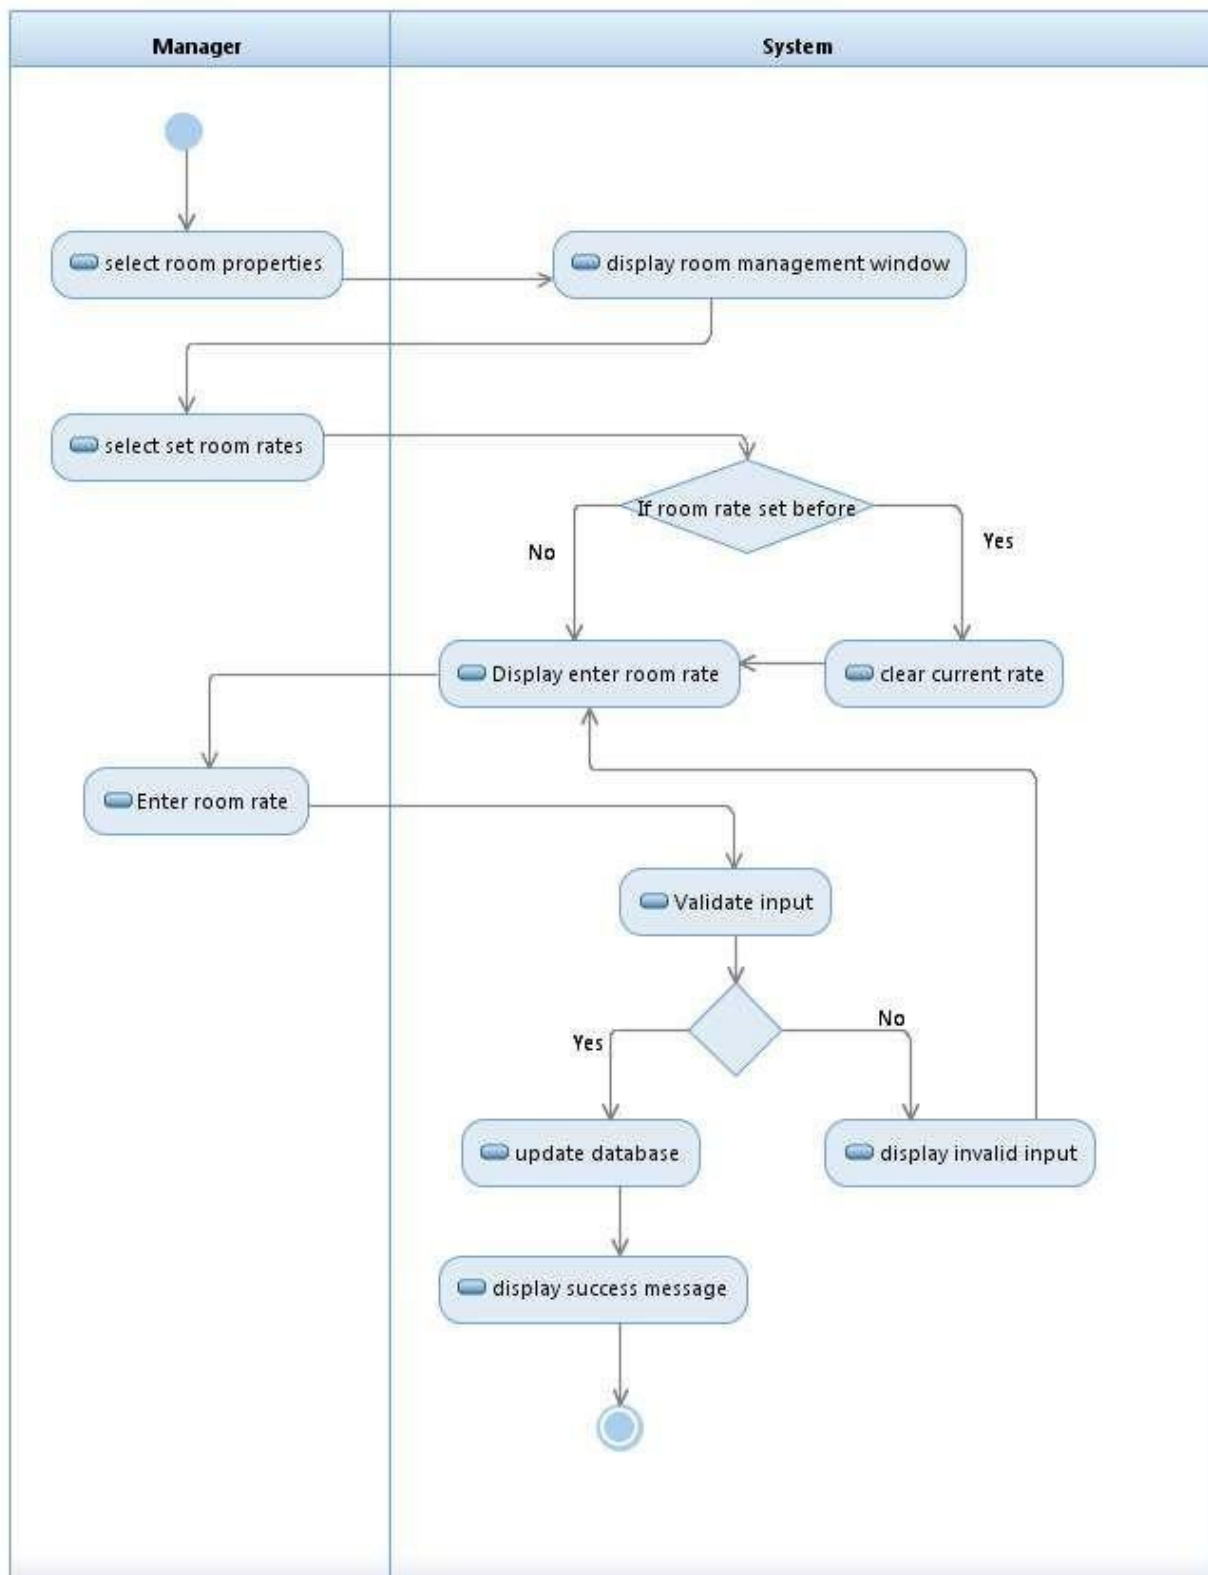 Manager
System
select room properties
display room management window
select set room rates
If room rate set before
No
Yes
Display enter room rate
clear current rate
Enter room rate
Validate input
No
Yes
update database
display invalid input
display success message